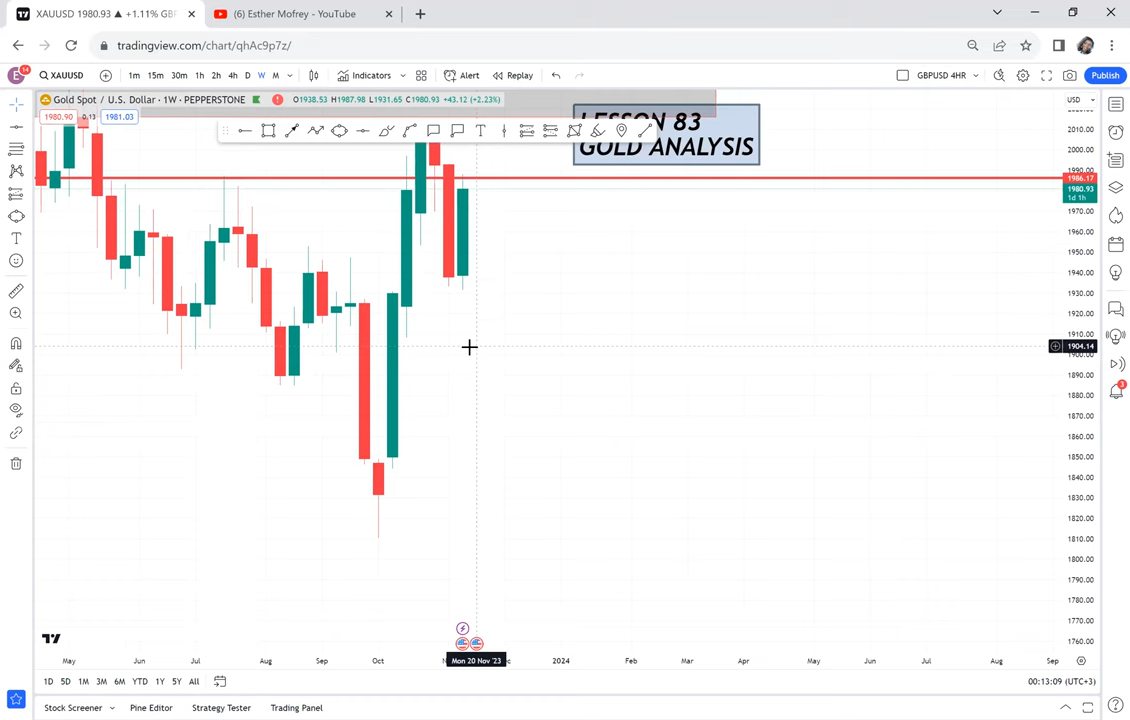 XAUUSD 1980.93 ▲ +1.11% GBP
(6) Esther Mofrey - YouTube
tradingview.com/chart/qhAc9p7z/
E 14
XAUUSD
1m 15m 30m 1h 2h 4h D W M
Indicators
Alert
Replay
GBPUSD 4HR
Publish
Gold Spot / U.S. Dollar · 1W · PEPPERSTONE
O1938.53 H1987.98 L1931.65 C1980.93 +43.12 (+2.23%)
USD
1980.90 0.13 1981.03
LESSON 83
GOLD ANALYSIS
2010.00
2000.00
1986.17
1980.93
1d 1h
1970.00
1960.00
1950.00
1940.00
1930.00
1920.00
1910.00
1904.14
1900.00
1890.00
1880.00
1870.00
1860.00
1850.00
1840.00
1830.00
1820.00
1810.00
1800.00
1790.00
1780.00
1770.00
1760.00
3
May Jun Jul Aug Sep Oct Mon 20 Nov '23 2024 Feb Mar Apr May Jun Jul Aug Sep
1D 5D 1M 3M 6M YTD 1Y 5Y All
00:13:09 (UTC+3)
Stock Screener Pine Editor Strategy Tester Trading Panel